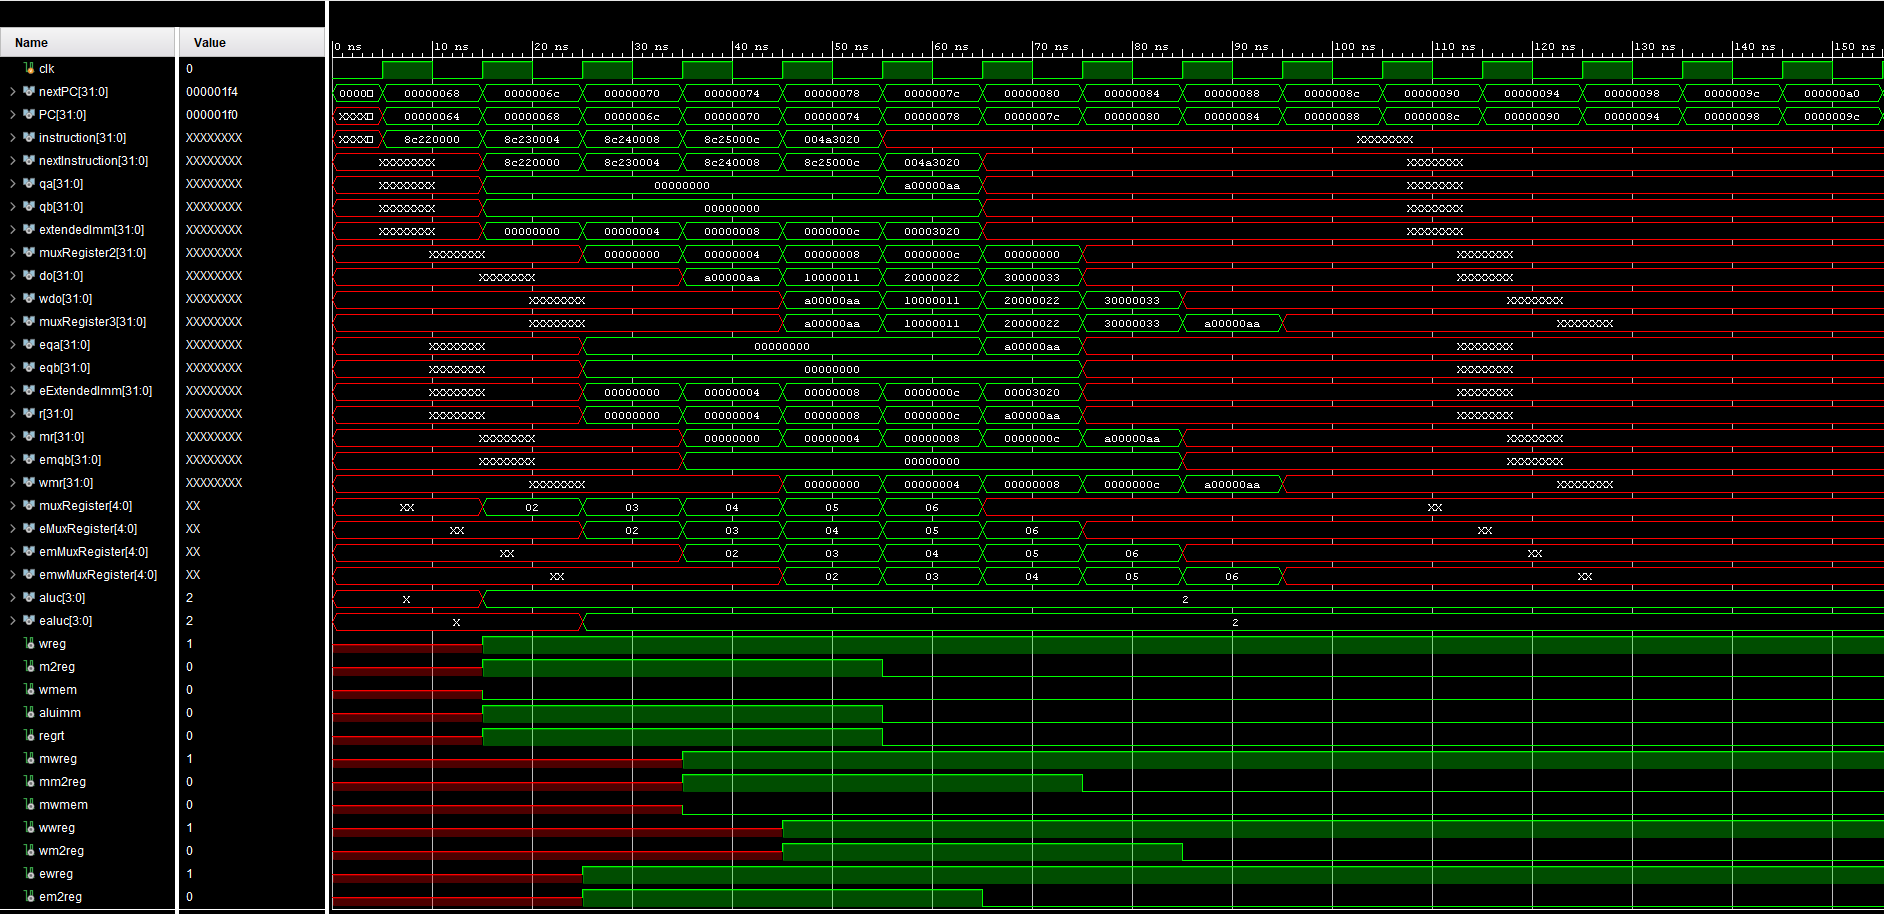 Name Value
0 ns 10 ns 20 ns 30 ns 40 ns 50 ns 60 ns 70 ns 80 ns 90 ns 100 ns 110 ns 120 ns 130 ns 140 ns 150 ns
clk 0
nextPC[31:0] 000001f4 0000 00000068 0000006c 00000070 00000074 00000078 0000007c 00000080 00000084 00000088 0000008c 00000090 00000094 00000098 0000009c 000000a0
PC[31:0] 000001f0 XXXX 00000064 00000068 0000006c 00000070 00000074 00000078 0000007c 00000080 00000084 00000088 0000008c 00000090 00000094 00000098 0000009c
instruction[31:0] XXXXXXXX XXXX 8c220000 8c230004 8c240008 8c25000c 004a3020 XXXXXXXX
nextInstruction[31:0] XXXXXXXX XXXXXXXX 8c220000 8c230004 8c240008 8c25000c 004a3020 XXXXXXXX
qa[31:0] XXXXXXXX XXXXXXXX 00000000 a00000aa XXXXXXXX
qb[31:0] XXXXXXXX XXXXXXXX 00000000 XXXXXXXX
extendedImm[31:0] XXXXXXXX XXXXXXXX 00000000 00000004 00000008 0000000c 00003020 XXXXXXXX
muxRegister2[31:0] XXXXXXXX XXXXXXXX 00000000 00000004 00000008 0000000c 00000000 XXXXXXXX
do[31:0] XXXXXXXX XXXXXXXX a00000aa 10000011 20000022 30000033 XXXXXXXX
wdo[31:0] XXXXXXXX XXXXXXXX a00000aa 10000011 20000022 30000033 XXXXXXXX
muxRegister3[31:0] XXXXXXXX XXXXXXXX a00000aa 10000011 20000022 30000033 a00000aa XXXXXXXX
eqa[31:0] XXXXXXXX XXXXXXXX 00000000 a00000aa XXXXXXXX
eqb[31:0] XXXXXXXX XXXXXXXX 00000000 XXXXXXXX
eExtendedImm[31:0] XXXXXXXX XXXXXXXX 00000000 00000004 00000008 0000000c 00003020 XXXXXXXX
r[31:0] XXXXXXXX XXXXXXXX 00000000 00000004 00000008 0000000c a00000aa XXXXXXXX
mr[31:0] XXXXXXXX XXXXXXXX 00000000 00000004 00000008 0000000c a00000aa XXXXXXXX
emqb[31:0] XXXXXXXX XXXXXXXX 00000000 XXXXXXXX
wmr[31:0] XXXXXXXX XXXXXXXX 00000000 00000004 00000008 0000000c a00000aa XXXXXXXX
muxRegister[4:0] XX XX 02 03 04 05 06 XX
eMuxRegister[4:0] XX XX 02 03 04 05 06 XX
emMuxRegister[4:0] XX XX 02 03 04 05 06 XX
emwMuxRegister[4:0] XX XX 02 03 04 05 06 XX
aluc[3:0] 2 X 2
ealuc[3:0] 2 X 2
wreg 1
m2reg 0
wmem 0
aluimm 0
regrt 0
mwreg 1
mm2reg 0
mwmem 0
wwreg 1
wm2reg 0
ewreg 1
em2reg 0